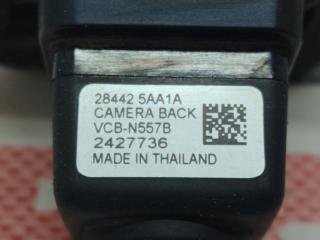 28442 5AA1A
CAMERA BACK
VCB-N557B
2427736
MADE IN THAILAND